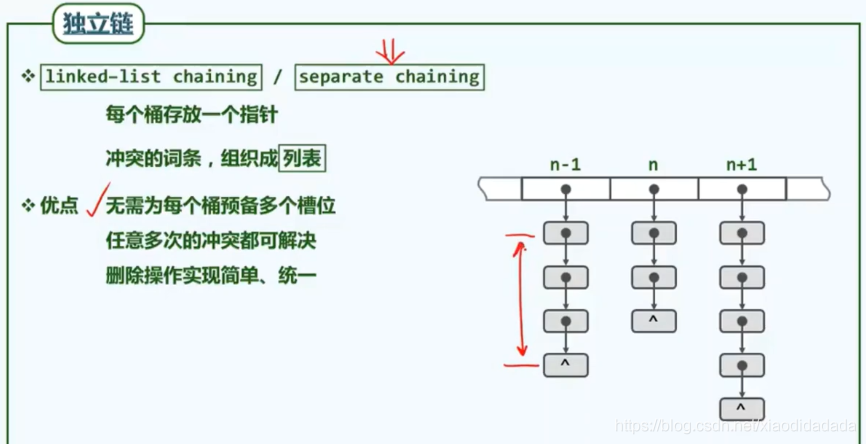 独立链
❖ linked-list chaining / separate chaining
每个桶存放一个指针
冲突的词条，组织成列表
❖ 优点 无需为每个桶预备多个槽位
任意多次的冲突都可解决
删除操作实现简单、统一
n-1 n n+1
^
^
^
https://blog.csdn.net/xiaodidadada